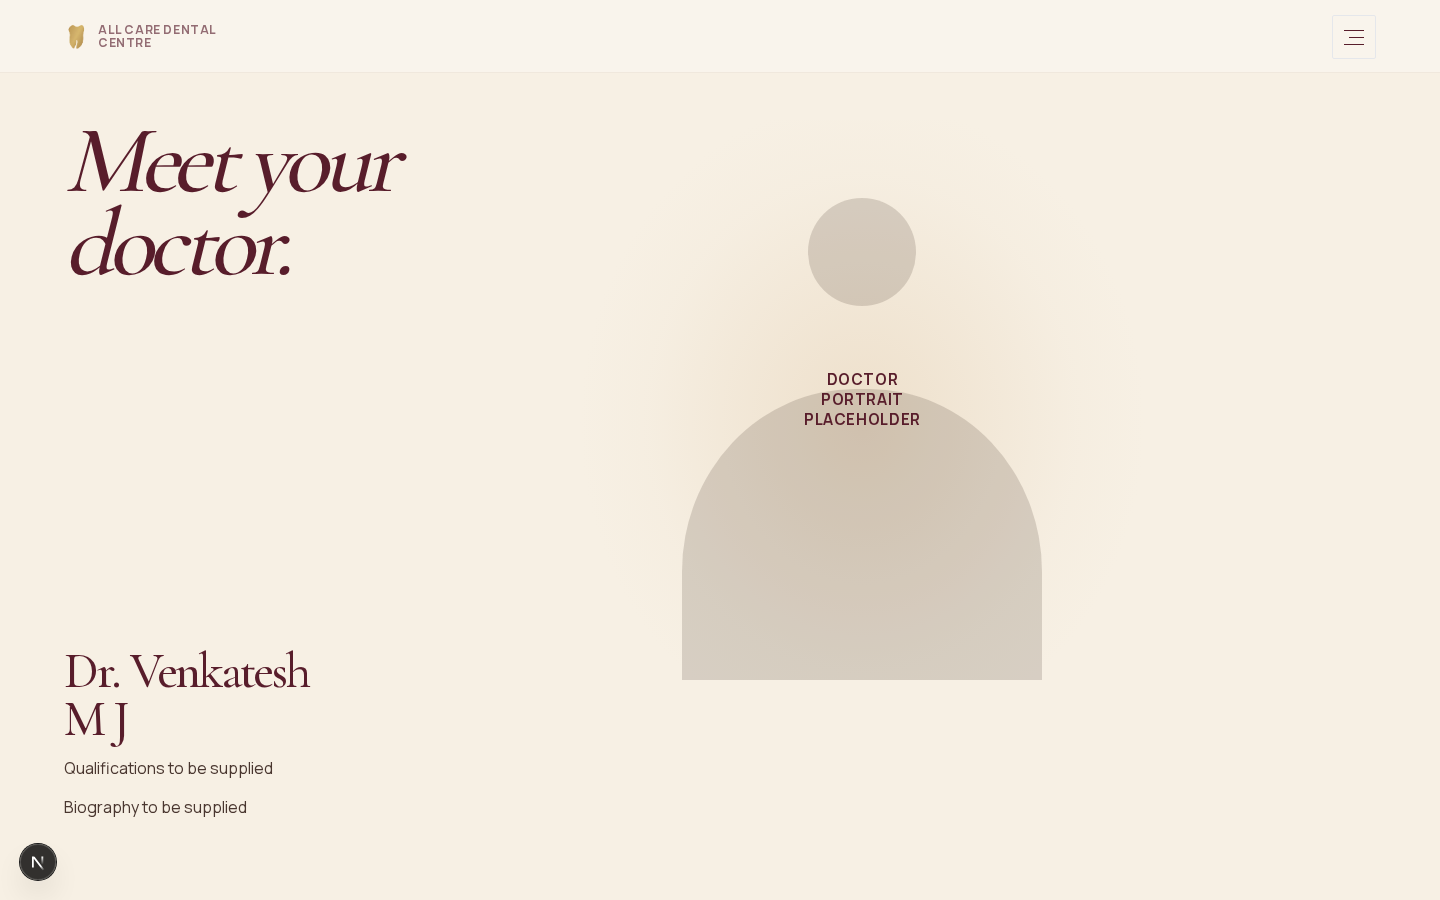 ALL CARE DENTAL
CENTRE
Meet your
doctor.
DOCTOR
PORTRAIT
PLACEHOLDER
Dr. Venkatesh
M J
Qualifications to be supplied
Biography to be supplied
N